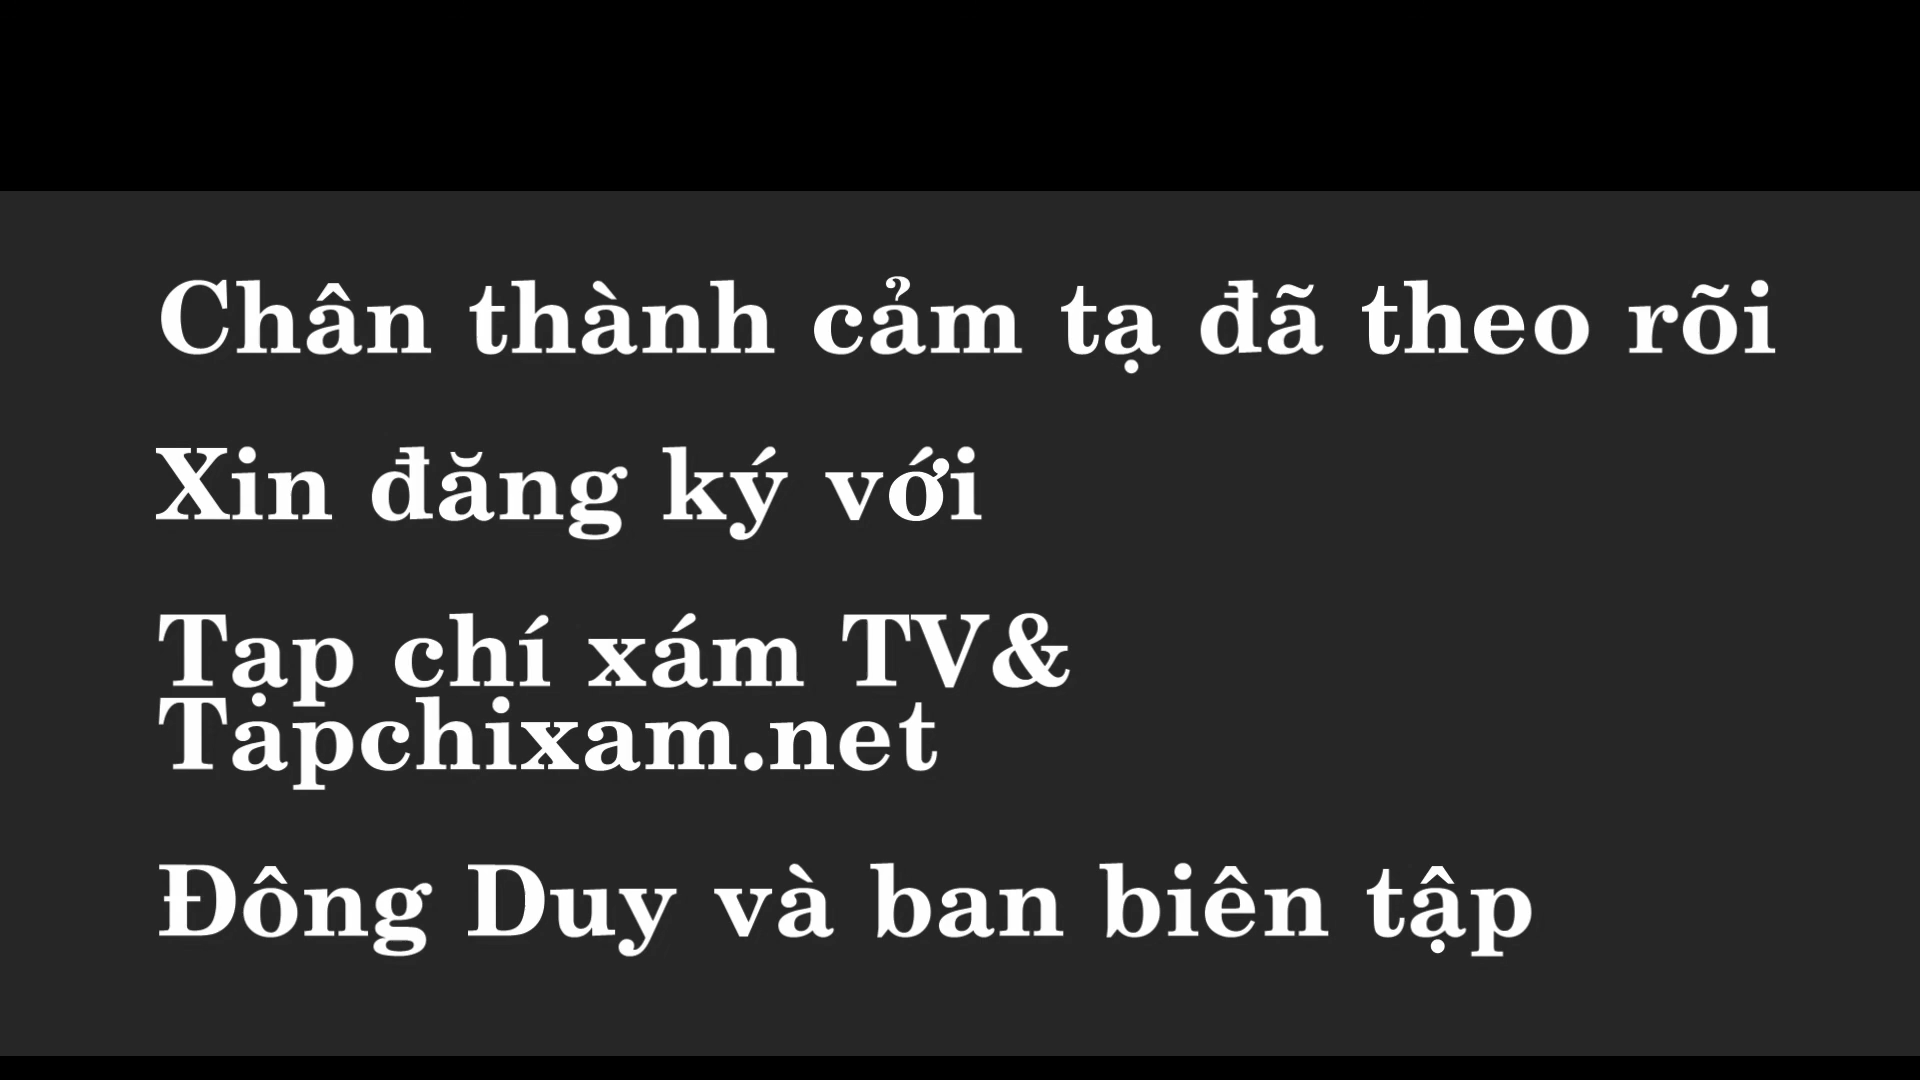 Chân thành cảm tạ đã theo rõi
Xin đăng ký với
Tạp chí xám TV&
Tapchixam.net
Đông Duy và ban biên tập